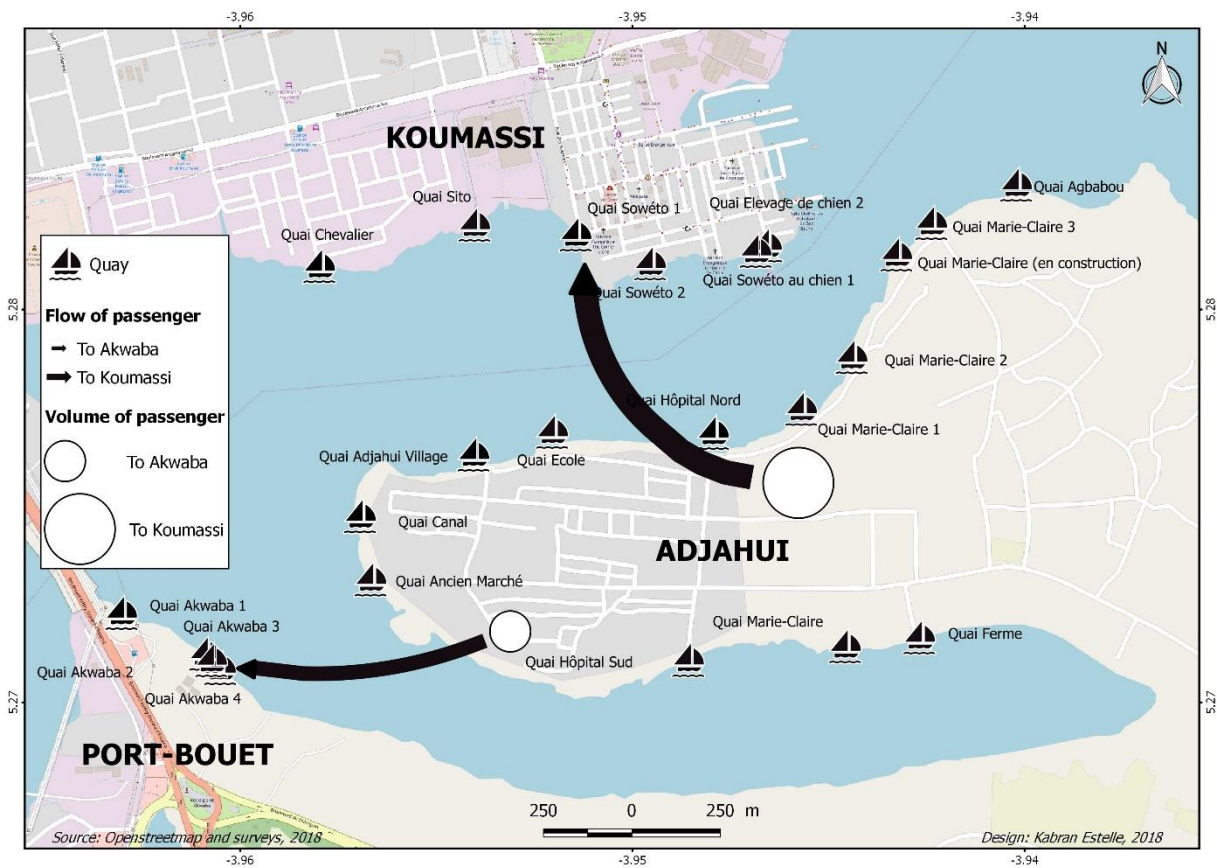 -3.96
-3.95
-3.94
N
KOUMASSI
Quai Sito
Quai Sowéto 1
Quai Elevage de chien 2
Quai Agbabou
Quai Chevalier
Quai Marie-Claire 3
Quai Marie-Claire (en construction)
Quai Sowéto 2
Quai Sowéto au chien 1
5.28
5.28
Quay
Flow of passenger
To Akwaba
To Koumassi
Volume of passenger
To Akwaba
To Koumassi
Quai Marie-Claire 2
Quai Hôpital Nord
Quai Marie-Claire 1
Quai Adjahui Village
Quai Ecole
Quai Canal
ADJAHUI
Quai Ancien Marché
Quai Akwaba 1
Quai Akwaba 3
Quai Marie-Claire
Quai Ferme
Quai Hôpital Sud
Quai Akwaba 2
Quai Akwaba 4
5.27
5.27
PORT-BOUET
250 0 250 m
Source: Openstreetmap and surveys, 2018
Design: Kabran Estelle, 2018
-3.96
-3.95
-3.94